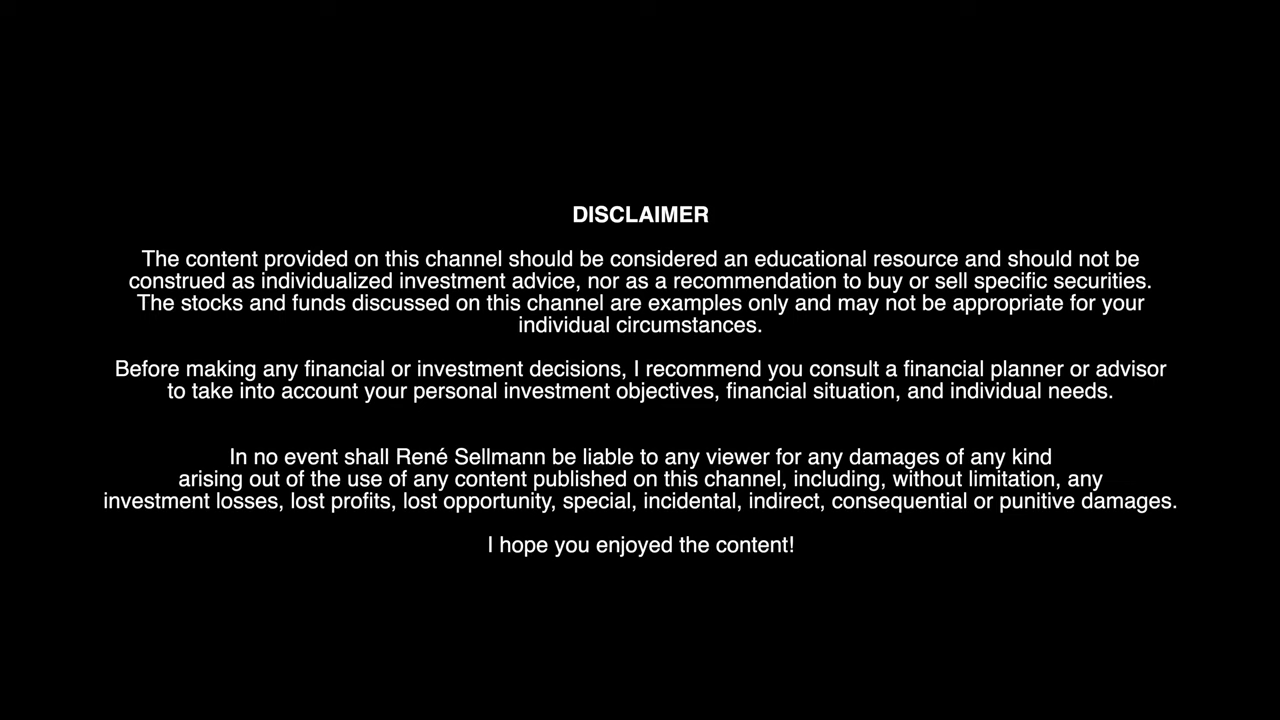 DISCLAIMER
The content provided on this channel should be considered an educational resource and should not be
construed as individualized investment advice, nor as a recommendation to buy or sell specific securities.
The stocks and funds discussed on this channel are examples only and may not be appropriate for your
individual circumstances.
Before making any financial or investment decisions, I recommend you consult a financial planner or advisor
to take into account your personal investment objectives, financial situation, and individual needs.
In no event shall René Sellmann be liable to any viewer for any damages of any kind
arising out of the use of any content published on this channel, including, without limitation, any
investment losses, lost profits, lost opportunity, special, incidental, indirect, consequential or punitive damages.
I hope you enjoyed the content!